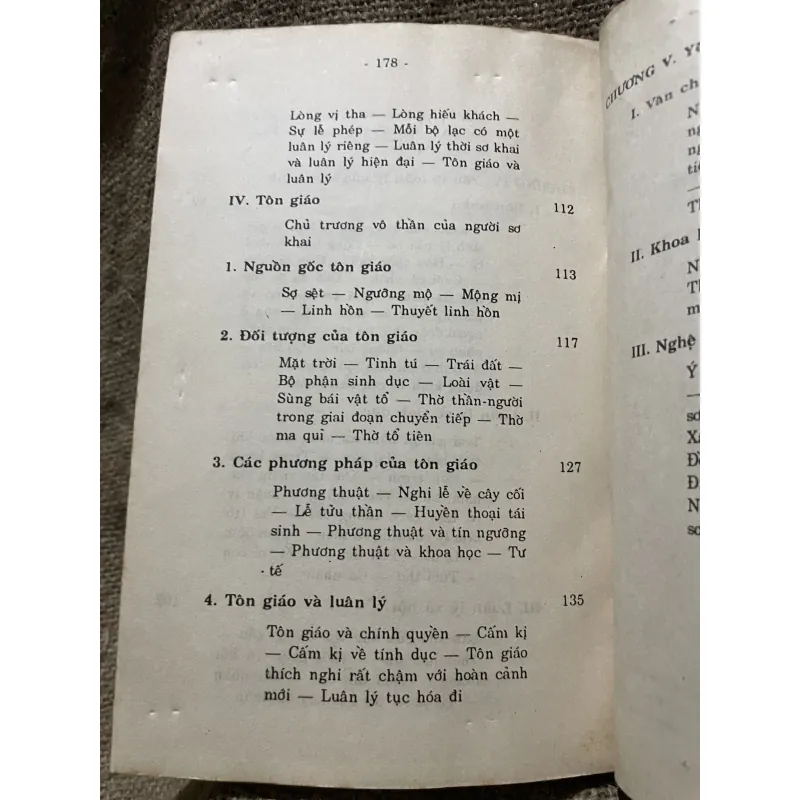 - 178 -
Lòng vị tha — Lòng hiếu khách —
Sự lễ phép — Mỗi bộ lạc có một
luân lý riêng — Luân lý thời sơ khai
và luân lý hiện đại — Tôn giáo và
luân lý
IV. Tôn giáo 112
Chủ trương vô thần của người sơ
khai
1. Nguồn gốc tôn giáo 113
Sợ sệt — Ngưỡng mộ — Mộng mị
— Linh hồn — Thuyết linh hồn
2. Đối tượng của tôn giáo 117
Mặt trời — Tinh tú — Trái đất —
Bộ phận sinh dục — Loài vật —
Sùng bái vật tổ — Thờ thần-người
trong giai đoạn chuyển tiếp — Thờ
ma quỉ — Thờ tổ tiên
3. Các phương pháp của tôn giáo 127
Phương thuật — Nghi lễ về cây cối
— Lễ tửu thần — Huyền thoại tái
sinh — Phương thuật và tín ngưỡng
— Phương thuật và khoa học — Tư
tế
4. Tôn giáo và luân lý 135
Tôn giáo và chính quyền — Cấm kị
— Cấm kị về tính dục — Tôn giáo
thích nghi rất chậm với hoàn cảnh
mới — Luân lý tục hóa đi
CHƯƠNG V.
I. Văn
II. Khoa
III. Nghệ
Ý